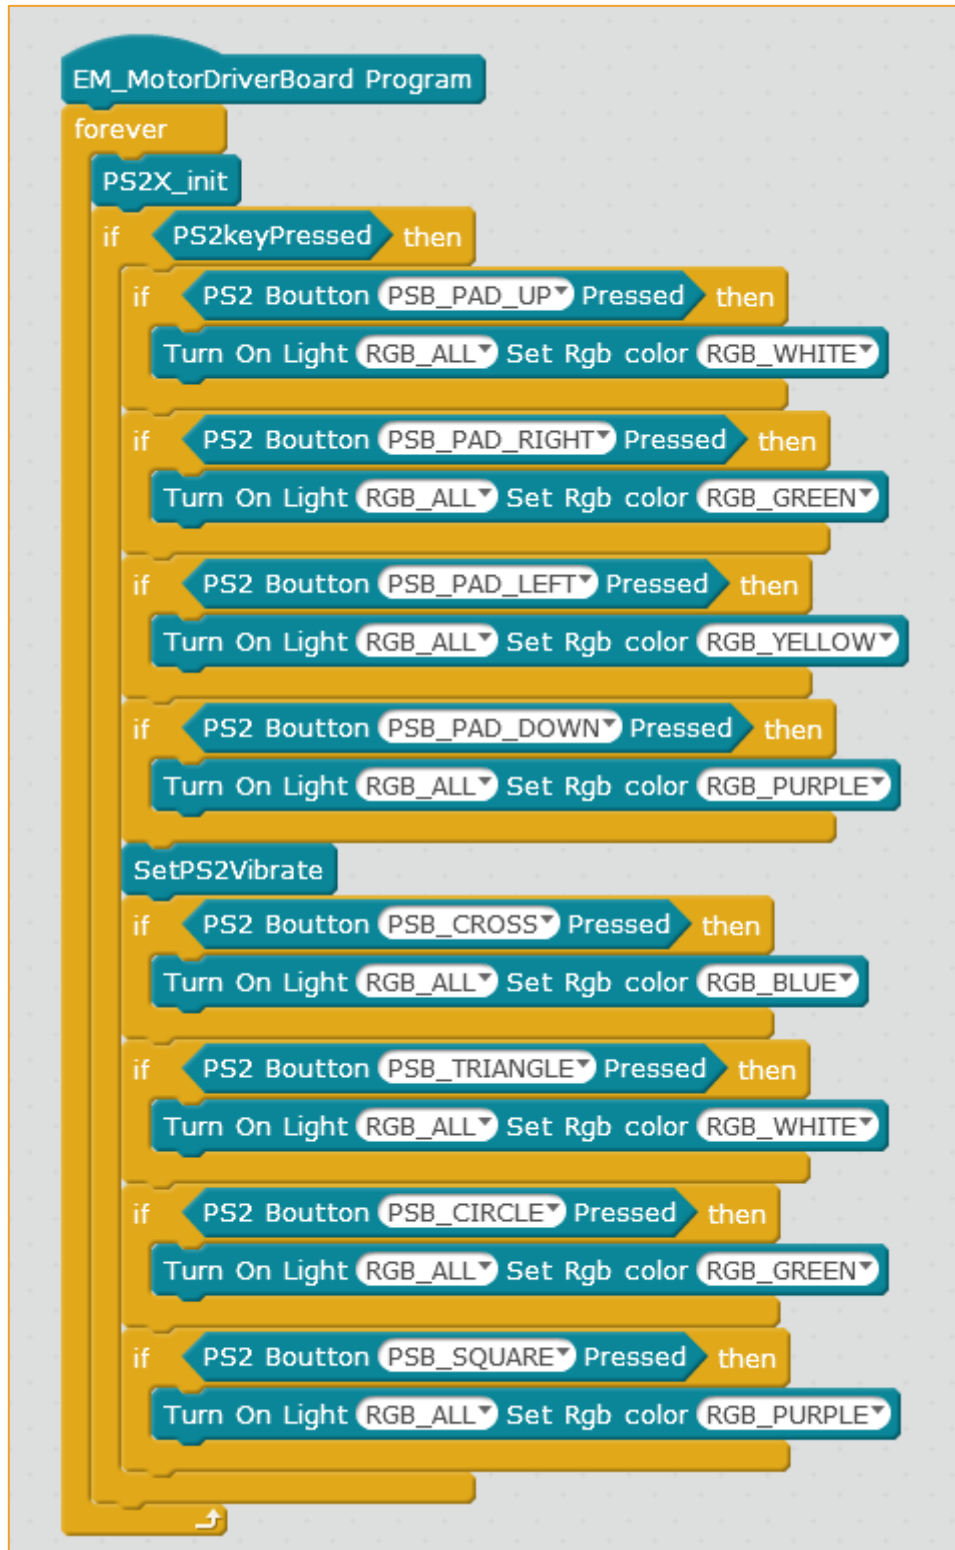 EM_MotorDriverBoard Program
forever
PS2X_init
if PS2keyPressed then
if PS2 Boutton PSB_PAD_UP Pressed then
Turn On Light RGB_ALL Set Rgb color RGB_WHITE
if PS2 Boutton PSB_PAD_RIGHT Pressed then
Turn On Light RGB_ALL Set Rgb color RGB_GREEN
if PS2 Boutton PSB_PAD_LEFT Pressed then
Turn On Light RGB_ALL Set Rgb color RGB_YELLOW
if PS2 Boutton PSB_PAD_DOWN Pressed then
Turn On Light RGB_ALL Set Rgb color RGB_PURPLE
SetPS2Vibrate
if PS2 Boutton PSB_CROSS Pressed then
Turn On Light RGB_ALL Set Rgb color RGB_BLUE
if PS2 Boutton PSB_TRIANGLE Pressed then
Turn On Light RGB_ALL Set Rgb color RGB_WHITE
if PS2 Boutton PSB_CIRCLE Pressed then
Turn On Light RGB_ALL Set Rgb color RGB_GREEN
if PS2 Boutton PSB_SQUARE Pressed then
Turn On Light RGB_ALL Set Rgb color RGB_PURPLE